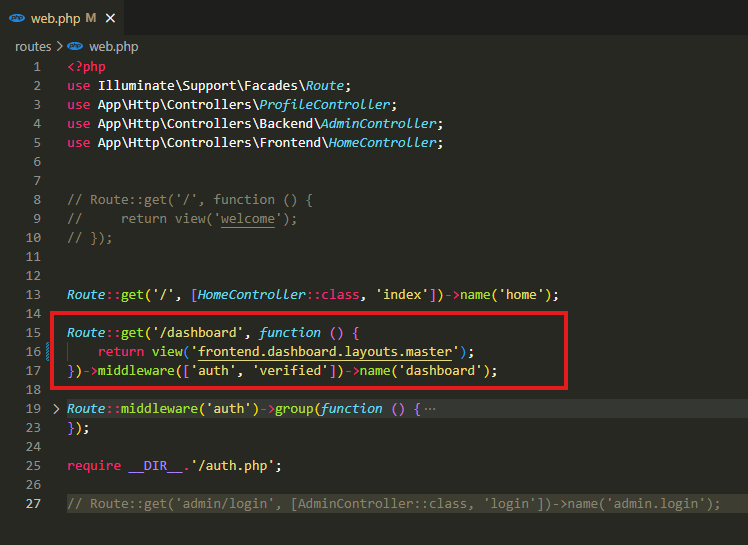 web.php M ×
routes > web.php
1 <?php
2 use Illuminate\Support\Facades\Route;
3 use App\Http\Controllers\ProfileController;
4 use App\Http\Controllers\Backend\AdminController;
5 use App\Http\Controllers\Frontend\HomeController;
6
7
8 // Route::get('/', function () {
9 //     return view('welcome');
10 // });
11
12
13 Route::get('/', [HomeController::class, 'index'])->name('home');
14
15 Route::get('/dashboard', function () {
16     return view('frontend.dashboard.layouts.master');
17 })->middleware(['auth', 'verified'])->name('dashboard');
18
19 > Route::middleware('auth')->group(function () { ···
23 });
24
25 require __DIR__.'/auth.php';
26
27 // Route::get('admin/login', [AdminController::class, 'login'])->name('admin.login');